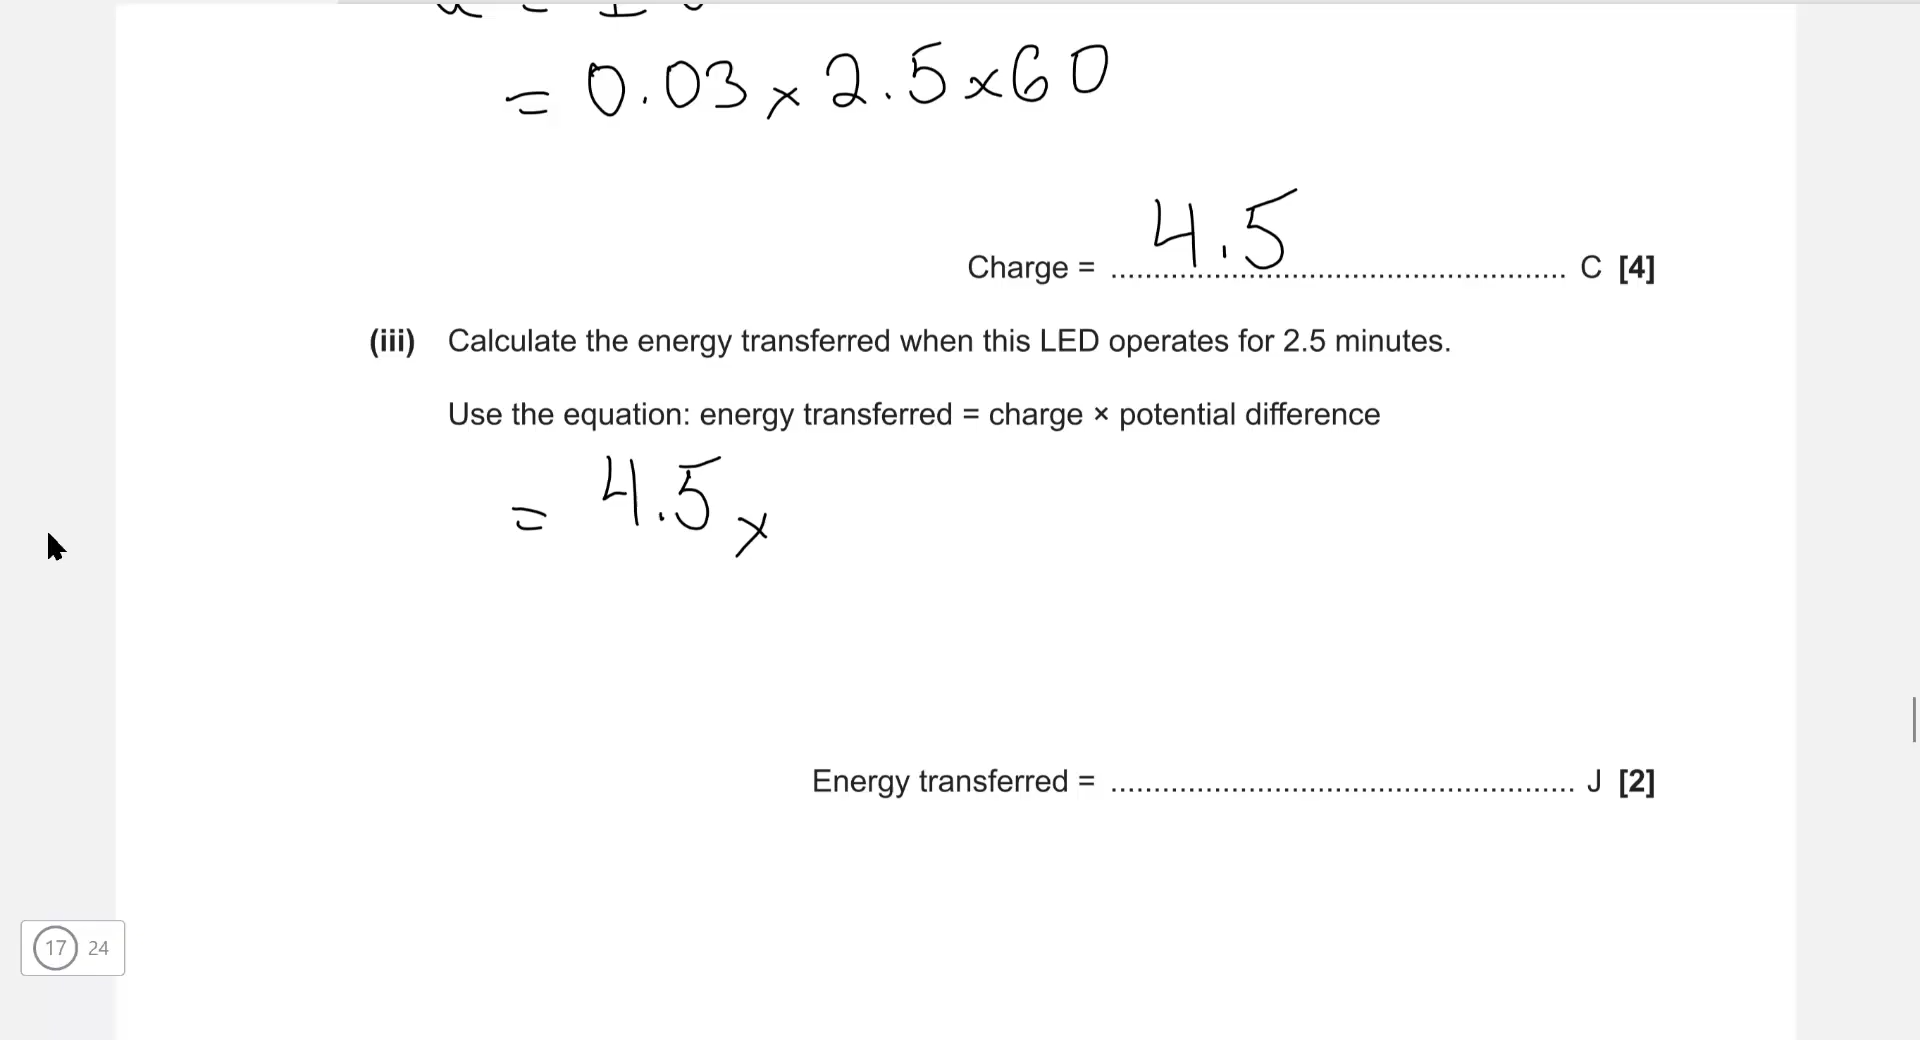 = 0.03 × 2.5 × 60
Charge = 4.5 C [4]
(iii) Calculate the energy transferred when this LED operates for 2.5 minutes.
Use the equation: energy transferred = charge × potential difference
= 4.5 ×
Energy transferred = ...................................................... J [2]
17 24